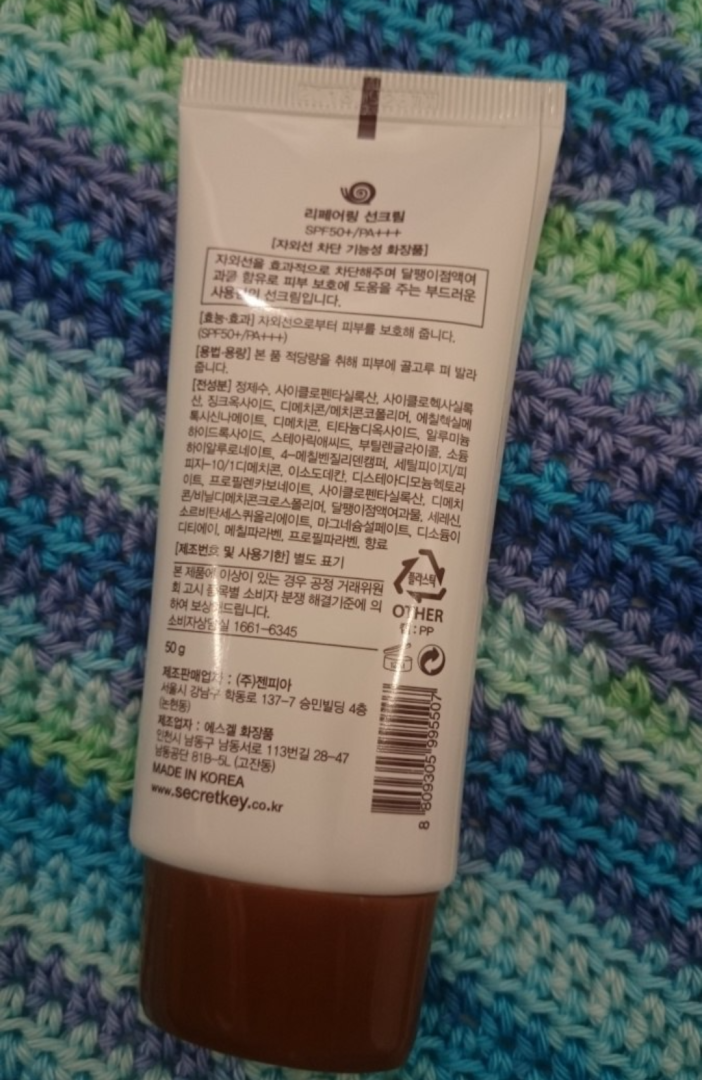 리페어링 선크림
SPF50+/PA+++
[자외선 차단 기능성 화장품]
자외선을 효과적으로 차단해주며 달팽이점액여
과물 함유로 피부 보호에 도움을 주는 부드러운
사용감의 선크림입니다.
[효능·효과] 자외선으로부터 피부를 보호해 줍니다.
(SPF50+/PA+++)
[용법·용량] 본 품 적당량을 취해 피부에 골고루 펴 발라
줍니다.
[전성분] 정제수, 사이클로펜타실록산, 사이클로헥사실록
산, 징크옥사이드, 디메치콘/메치콘코폴리머, 에칠헥실메
톡시신나메이트, 디메치콘, 티타늄디옥사이드, 알루미늄
하이드록사이드, 스테아릭애씨드, 부틸렌글라이콜, 소듐
하이알루로네이트, 4-메칠벤질리덴캠퍼, 세틸피이지/피
피지-10/1디메치콘, 이소도데칸, 디스테아디모늄헥토라
이트, 프로필렌카보네이트, 사이클로펜타실록산, 디메치
콘/비닐디메치콘크로스폴리머, 달팽이점액여과물, 세레신,
소르비탄세스퀴올리에이트, 마그네슘설페이트, 디소듐이
디티에이, 메칠파라벤, 프로필파라벤, 향료
[제조번호 및 사용기한] 별도 표기
본 제품에 이상이 있는 경우 공정 거래위원
회 고시 품목별 소비자 분쟁 해결기준에 의
하여 보상해드립니다.
소비자상담실 1661-6345
플라스틱
OTHER
캡 : PP
50 g
제조판매업자 : (주)젠피아
서울시 강남구 학동로 137-7 승민빌딩 4층
(논현동)
제조업자 : 에스겔 화장품
인천시 남동구 남동서로 113번길 28-47
남동공단 81B-5L (고잔동)
MADE IN KOREA
www.secretkey.co.kr
8 809305 995507